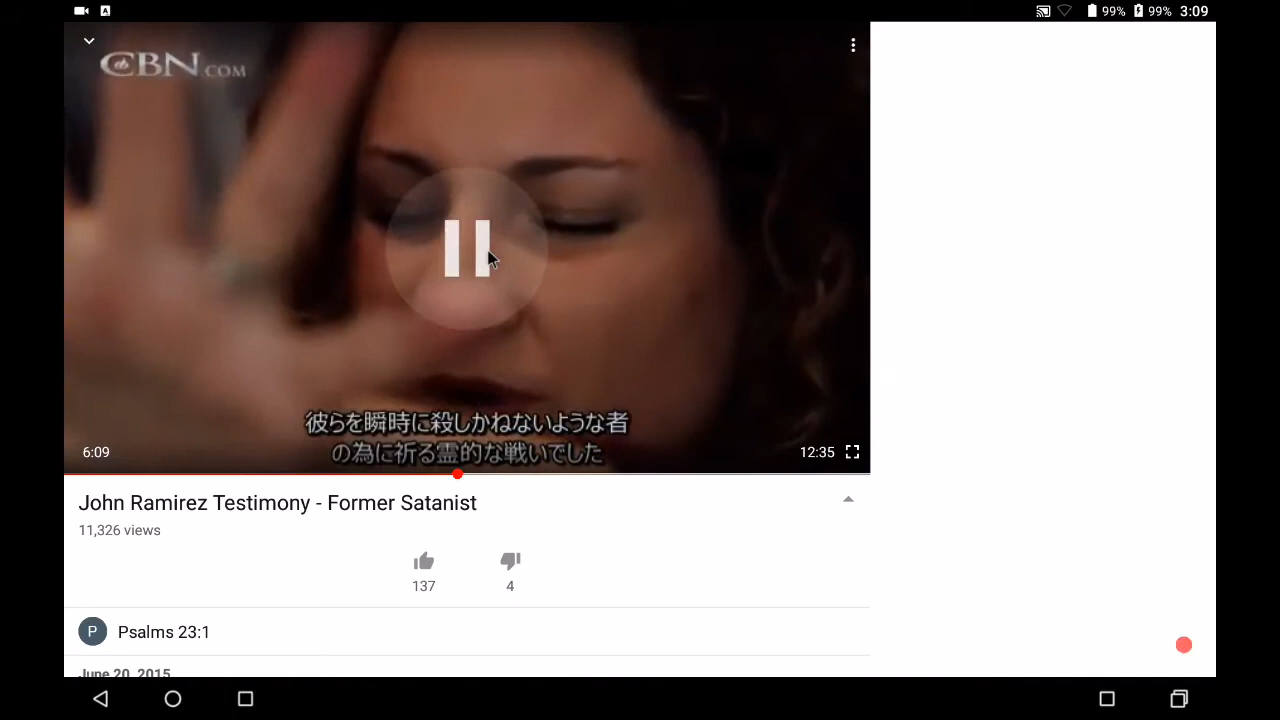 A
99%
99%
3:09
CBN.COM
彼らを瞬時に殺しかねないような者
の為に祈る霊的な戦いでした
6:09
12:35
John Ramirez Testimony - Former Satanist
11,326 views
137
4
P
Psalms 23:1
June 20, 2015